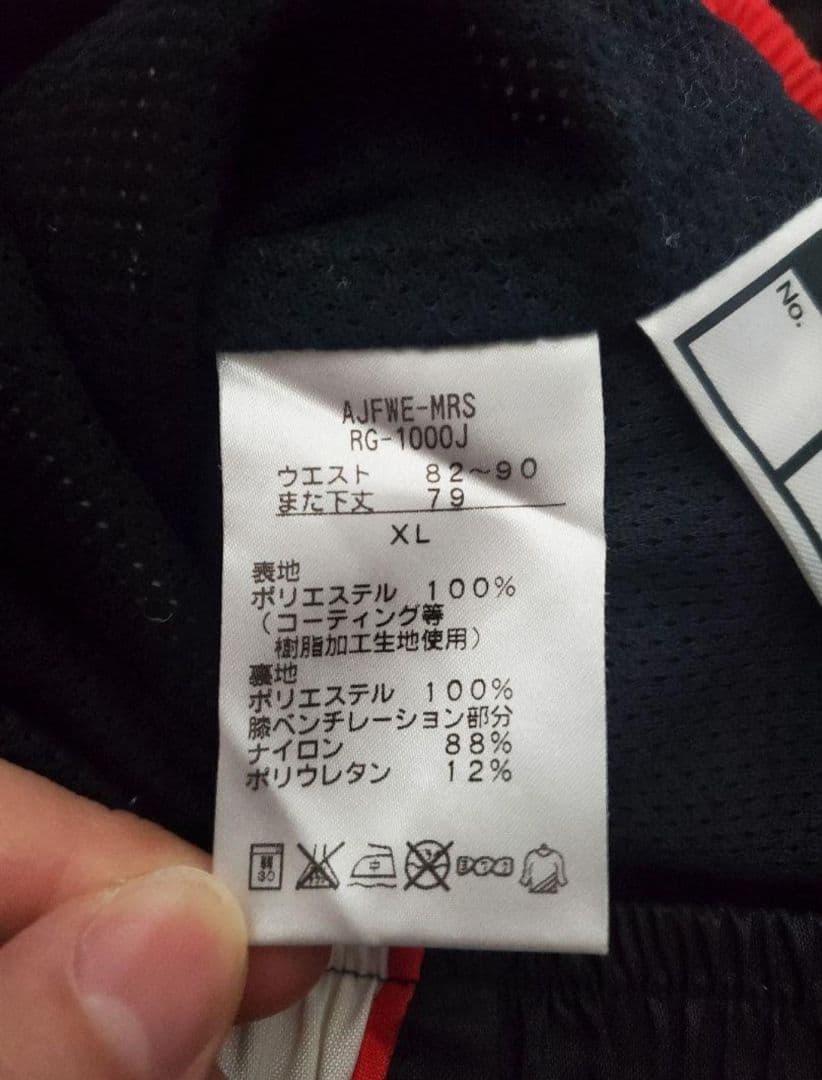 AJFWE-MRS
RG-1000J
ウエスト 82～90
また下丈 79
XL
表地
ポリエステル 100%
（コーティング等
樹脂加工生地使用）
裏地
ポリエステル 100%
膝ベンチレーション部分
ナイロン 88%
ポリウレタン 12%
弱
30
中
No.